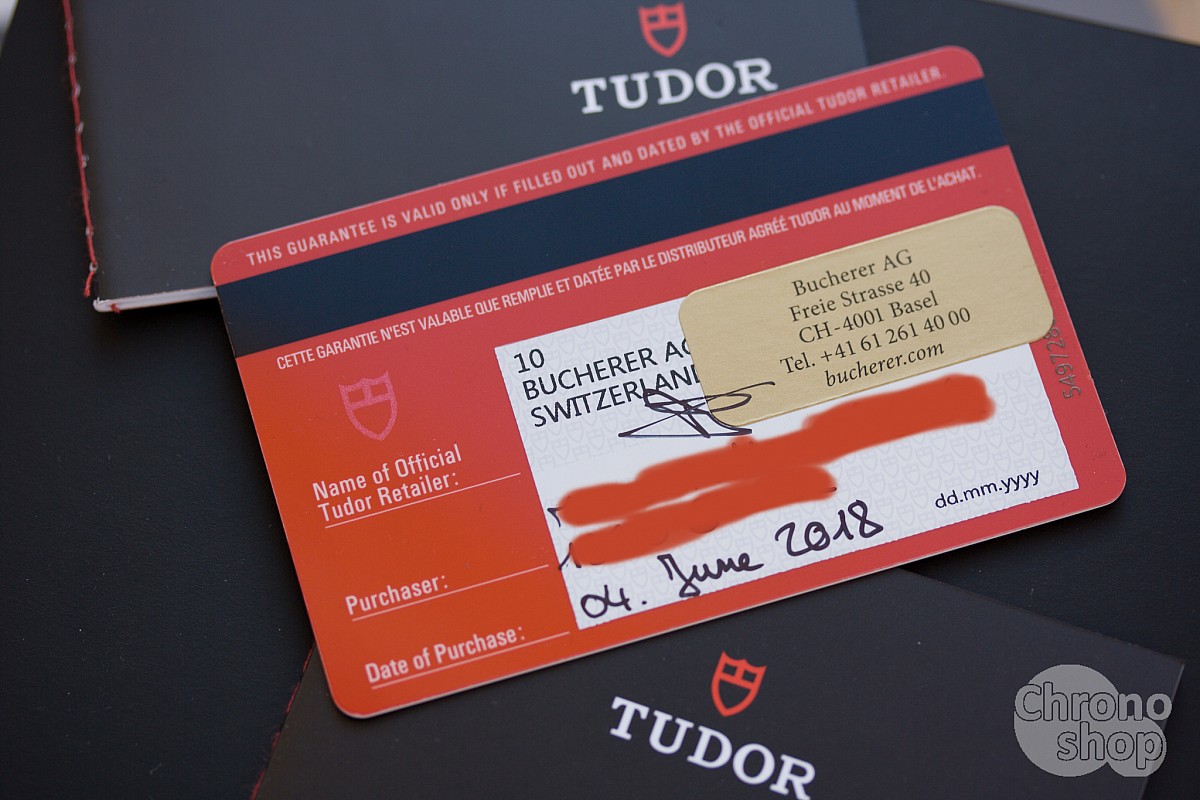 TUDOR
THIS GUARANTEE IS VALID ONLY IF FILLED OUT AND DATED BY THE OFFICIAL TUDOR RETAILER.
CETTE GARANTIE N'EST VALABLE QUE REMPLIE ET DATÉE PAR LE DISTRIBUTEUR AGRÉÉ TUDOR AU MOMENT DE L'ACHAT.
Bucherer AG
Freie Strasse 40
CH-4001 Basel
Tel. +41 61 261 40 00
bucherer.com
10
BUCHERER AG
SWITZERLAND
Name of Official
Tudor Retailer:
Purchaser:
dd.mm.yyyy
Date of Purchase:
04. June 2018
TUDOR
Chrono
shop